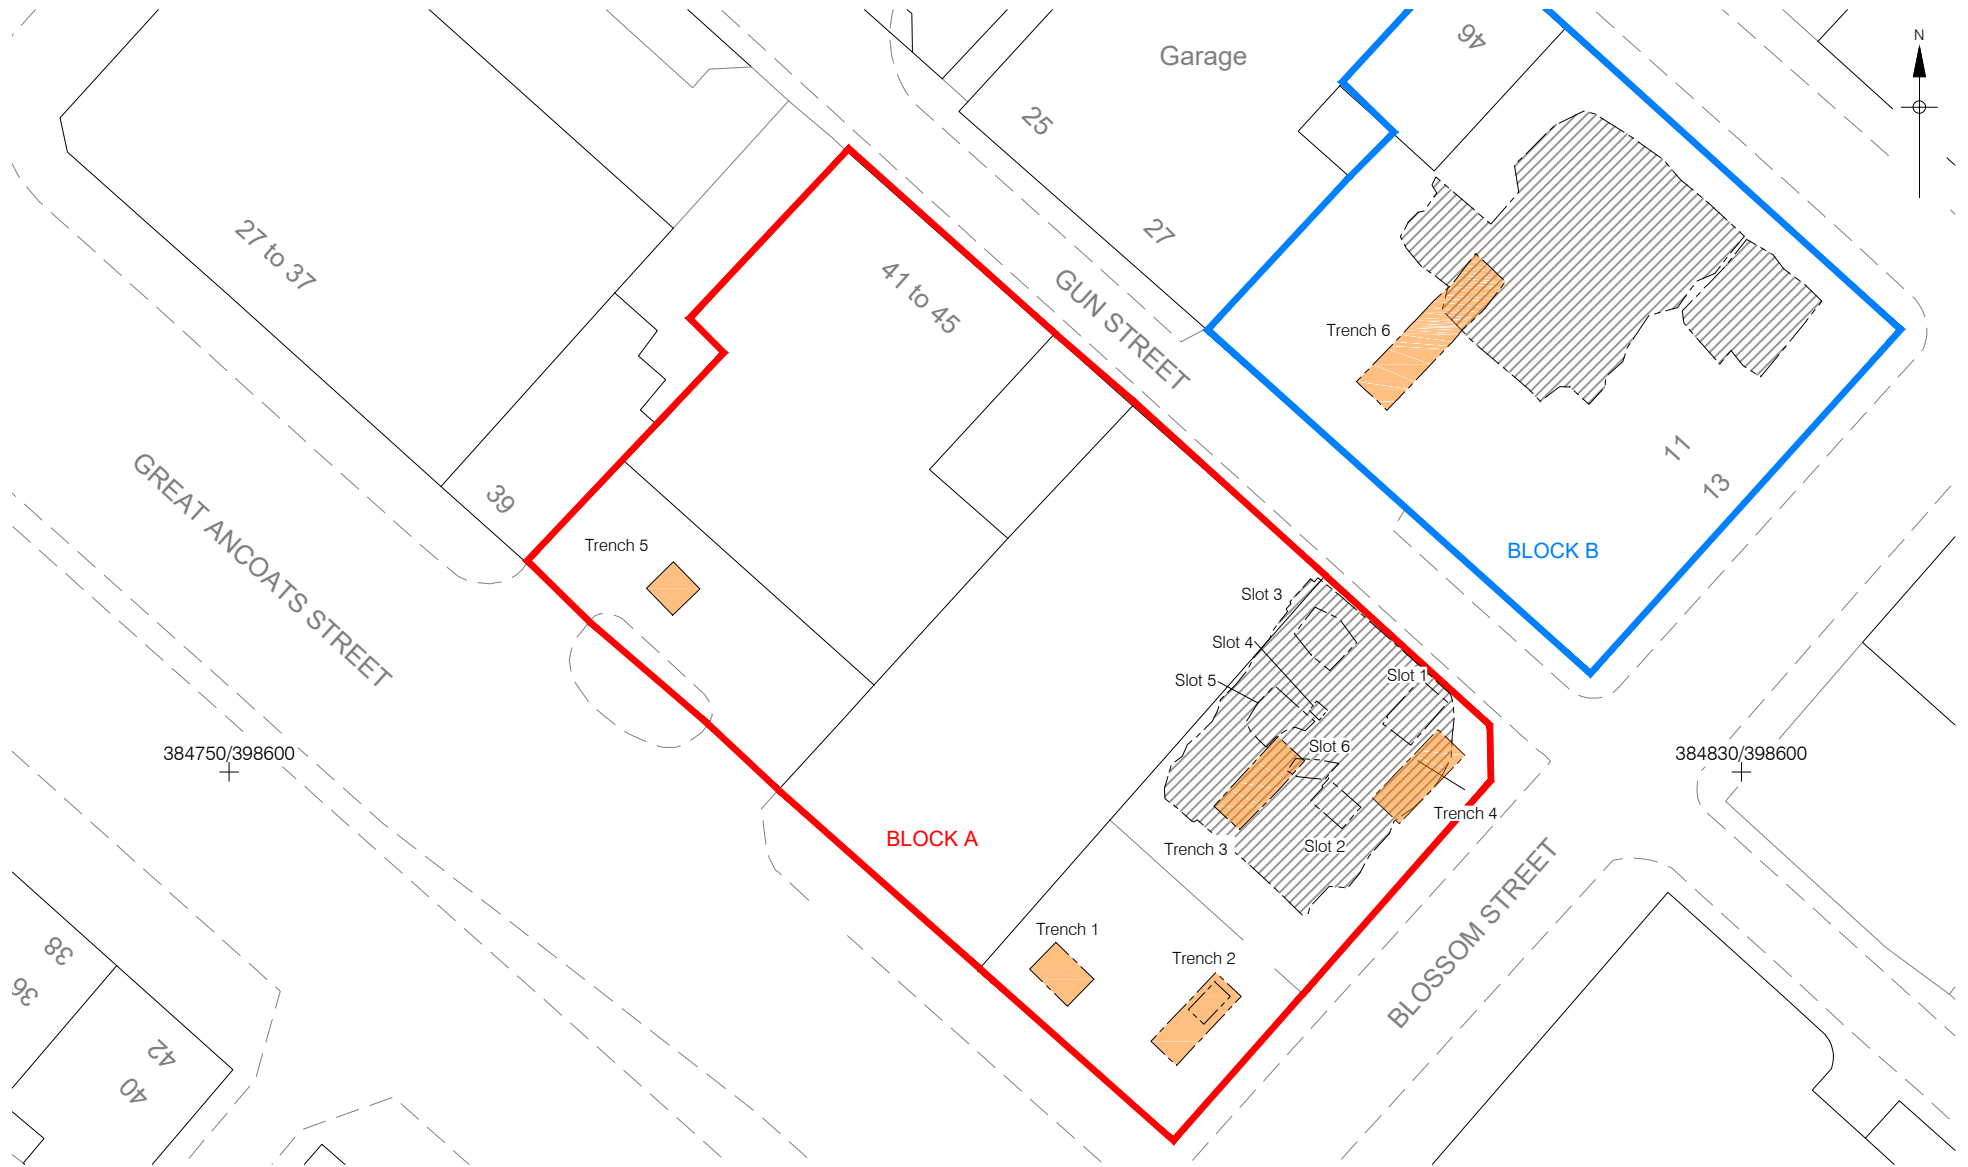 Garage
46
N
25
27 to 37
27
41 to 45
GUN STREET
Trench 6
11
13
GREAT ANCOATS STREET
39
Trench 5
BLOCK B
Slot 3
Slot 4
Slot 5
Slot 1
Slot 6
384750/398600
384830/398600
Trench 4
BLOCK A
Trench 3
Slot 2
BLOSSOM STREET
Trench 1
Trench 2
38
36
42
40